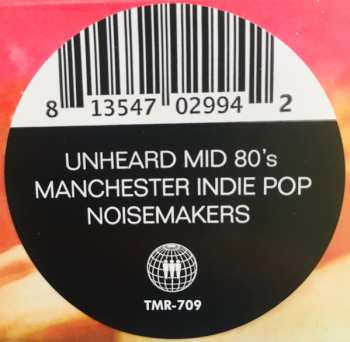 8 13547 02994 2
UNHEARD MID 80's
MANCHESTER INDIE POP
NOISEMAKERS
TMR-709